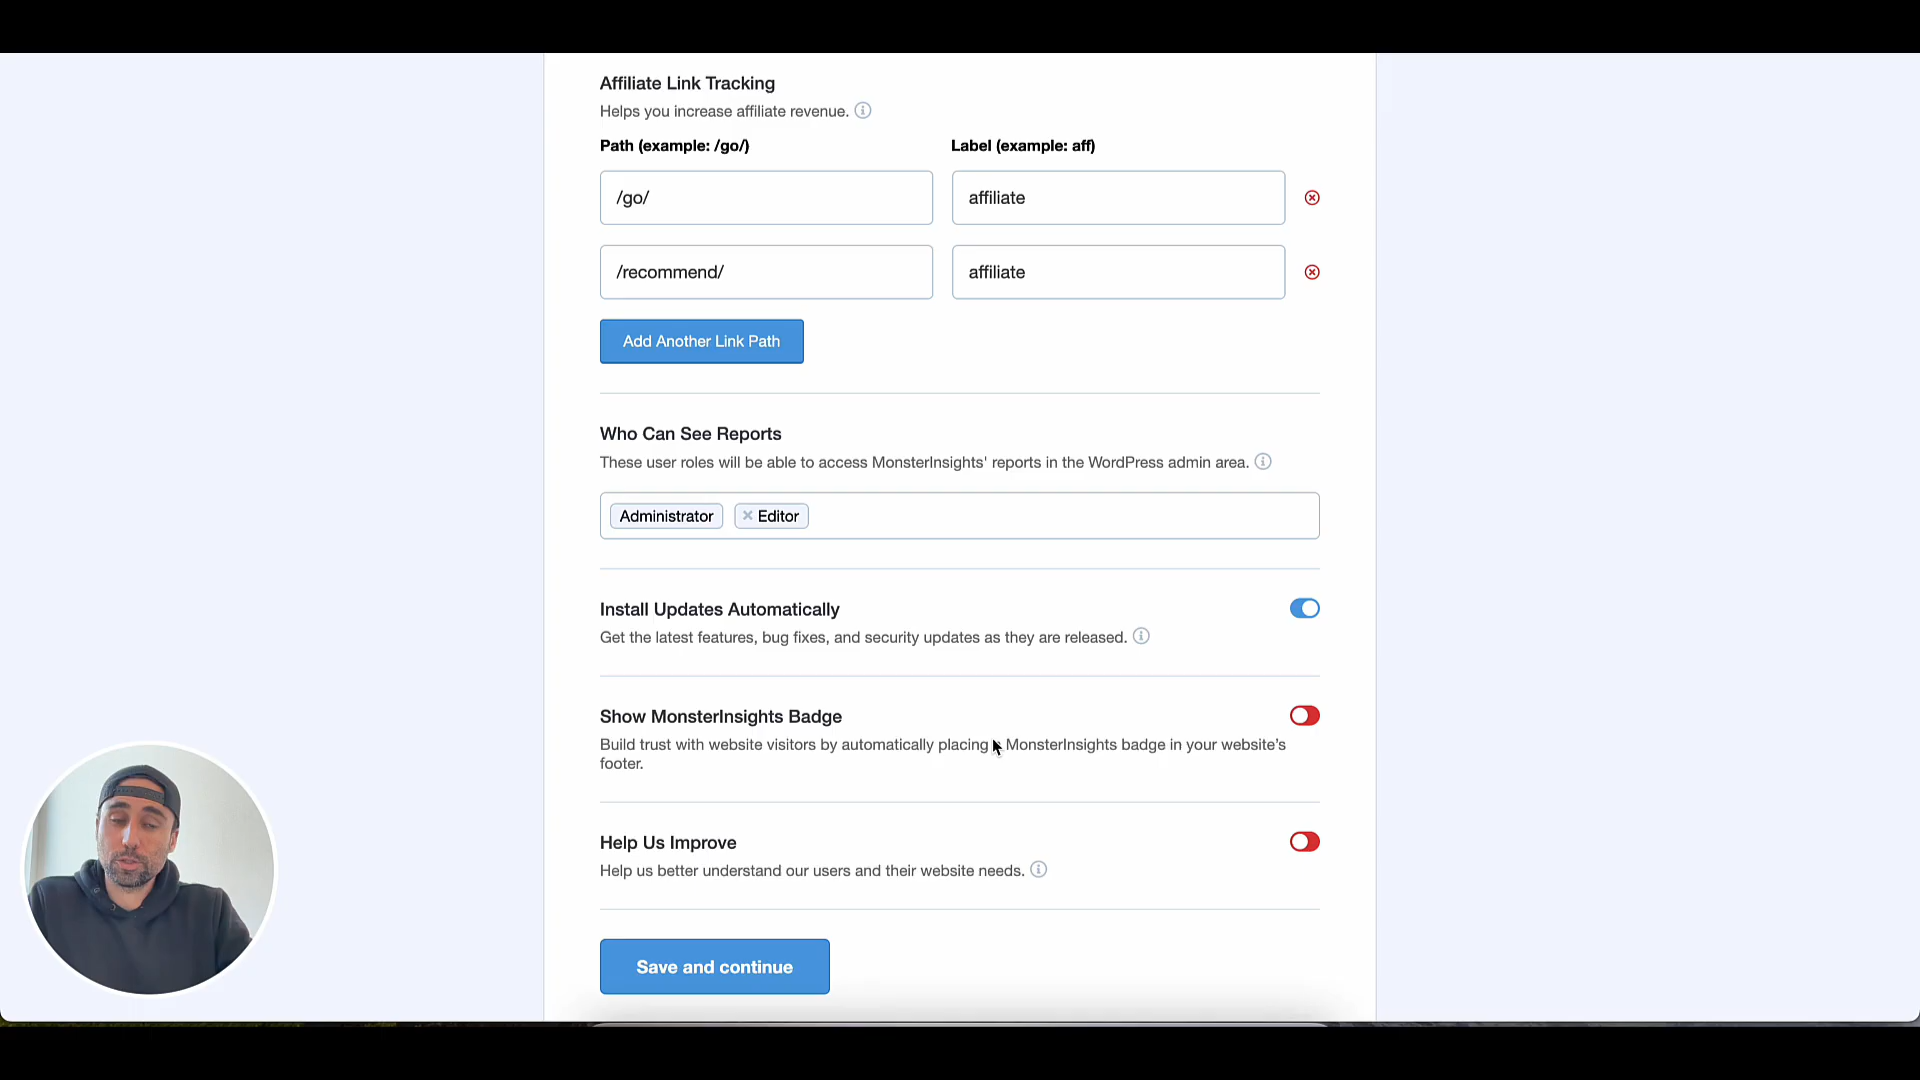 Affiliate Link Tracking
Helps you increase affiliate revenue.
Path (example: /go/)
Label (example: aff)
/go/
affiliate
/recommend/
affiliate
Add Another Link Path
Who Can See Reports
These user roles will be able to access MonsterInsights' reports in the WordPress admin area.
Administrator
Editor
Install Updates Automatically
Get the latest features, bug fixes, and security updates as they are released.
Show MonsterInsights Badge
Build trust with website visitors by automatically placing MonsterInsights badge in your website's
footer.
Help Us Improve
Help us better understand our users and their website needs.
Save and continue